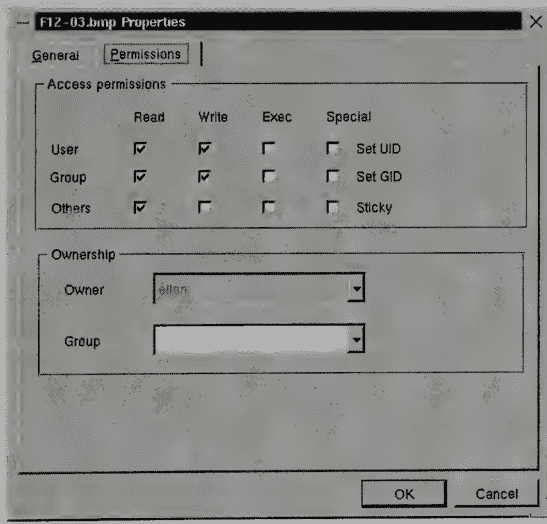 F12-03.bmp Properties
General Permissions
Access permissions
Read Write Exec Special
User Set UID
Group Set GID
Others Sticky
Ownership
Owner ellen
Group
OK Cancel